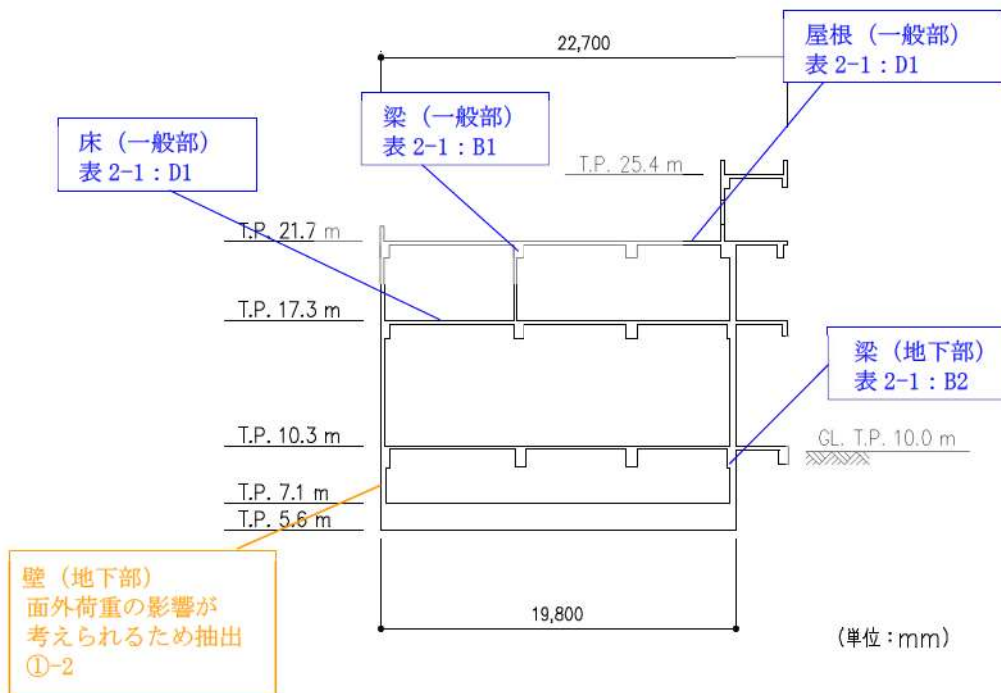 22,700
屋根（一般部）
表 2-1：D1
梁（一般部）
表 2-1：B1
床（一般部）
表 2-1：D1
T.P. 25.4 m
T.P. 21.7 m
T.P. 17.3 m
梁（地下部）
表 2-1：B2
T.P. 10.3 m
GL. T.P. 10.0 m
T.P. 7.1 m
T.P. 5.6 m
壁（地下部）
面外荷重の影響が
考えられるため抽出
①-2
19,800
(単位：mm)